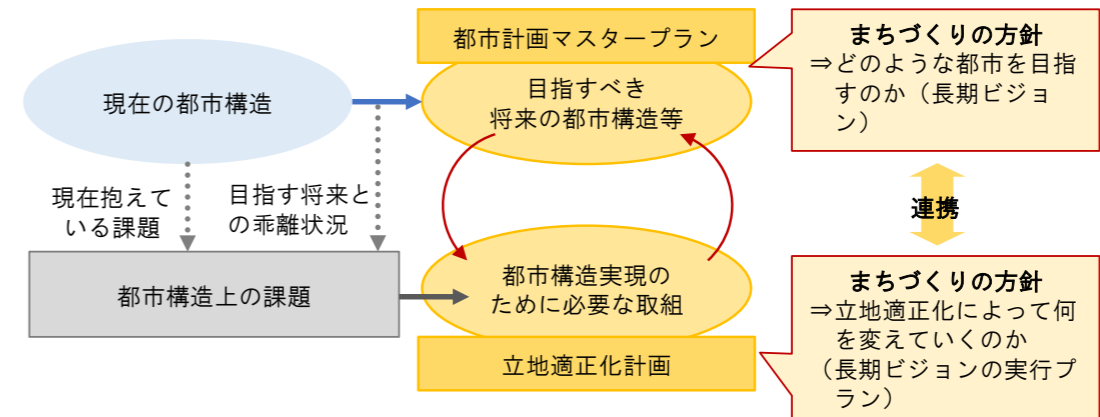 都市計画マスタープラン
目指すべき
将来の都市構造等
現在の都市構造
まちづくりの方針
⇒どのような都市を目指
すのか（長期ビジョ
ン）
現在抱えて
いる課題
目指す将来と
の乖離状況
連携
都市構造上の課題
都市構造実現の
ために必要な取組
立地適正化計画
まちづくりの方針
⇒立地適正化によって何
を変えていくのか
（長期ビジョンの実行プ
ラン）